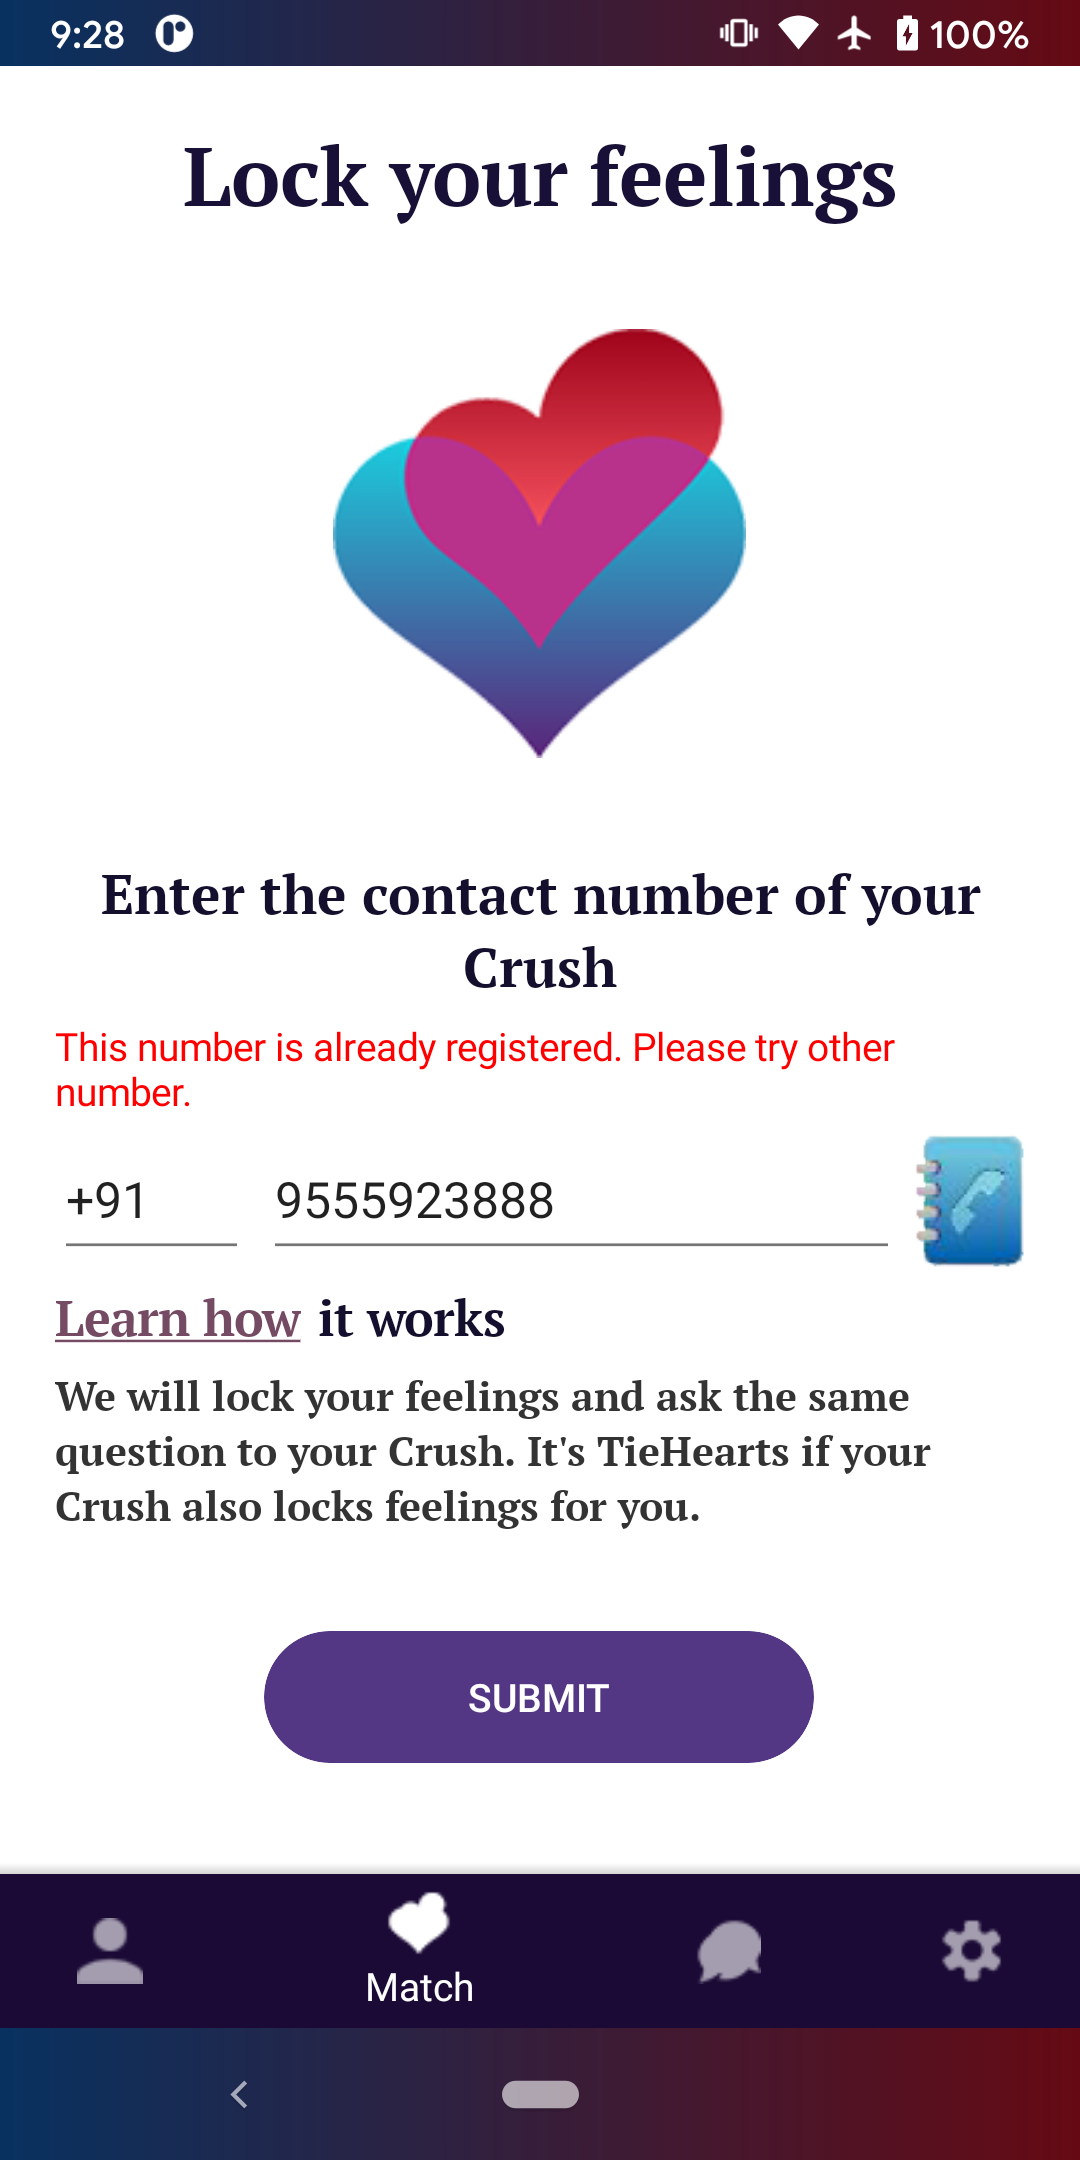 9:28
100%
Lock your feelings
Enter the contact number of your
Crush
This number is already registered. Please try other
number.
+91 9555923888
Learn how it works
We will lock your feelings and ask the same
question to your Crush. It's TieHearts if your
Crush also locks feelings for you.
SUBMIT
Match